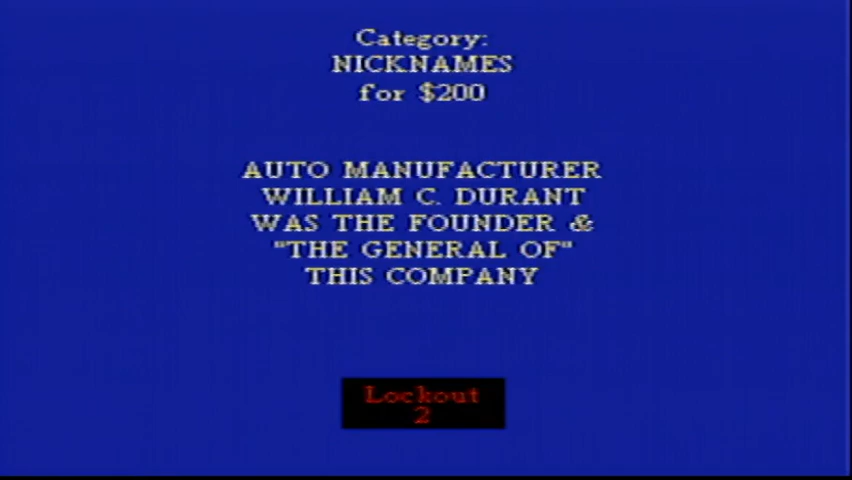 Category:
NICKNAMES
for $200
AUTO MANUFACTURER
WILLIAM C. DURANT
WAS THE FOUNDER &
"THE GENERAL OF"
THIS COMPANY
Lockout
2